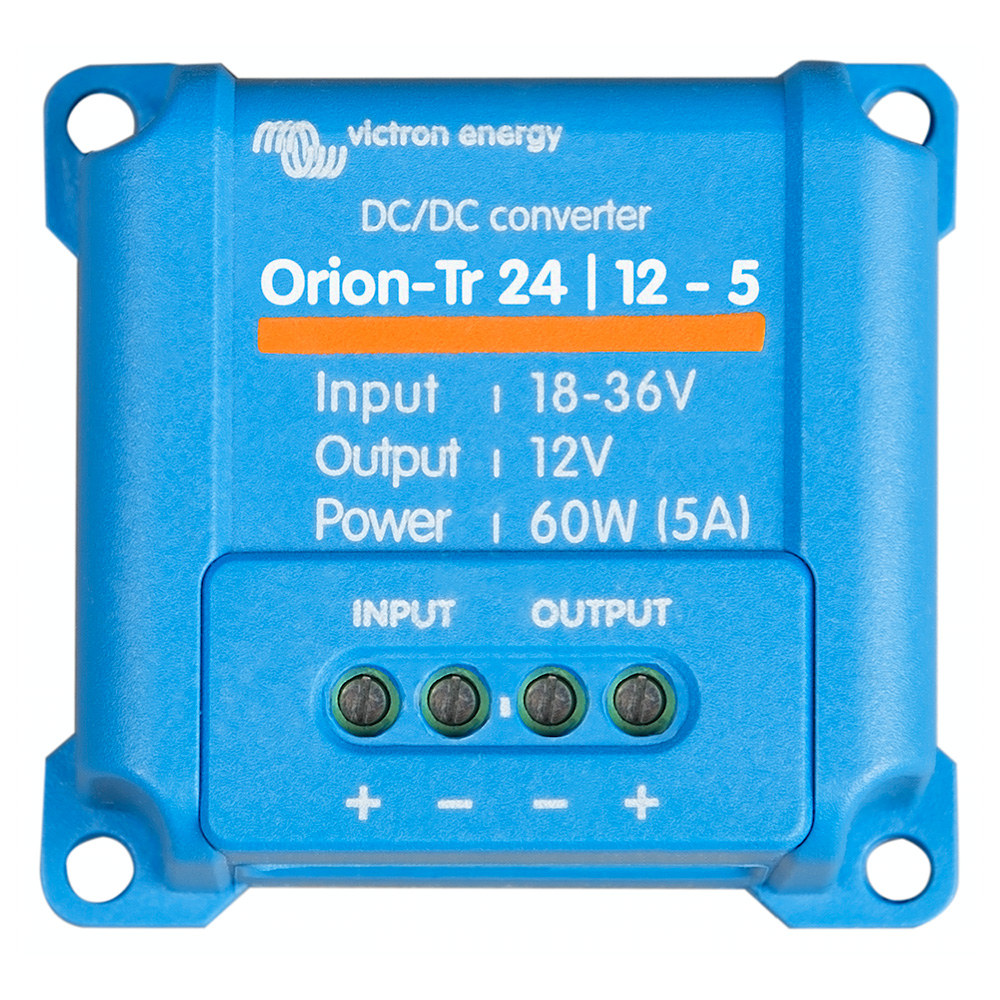 victron energy
DC/DC converter
Orion-Tr 24 | 12 - 5
Input | 18-36V
Output | 12V
Power | 60W (5A)
INPUT OUTPUT
+ - - +